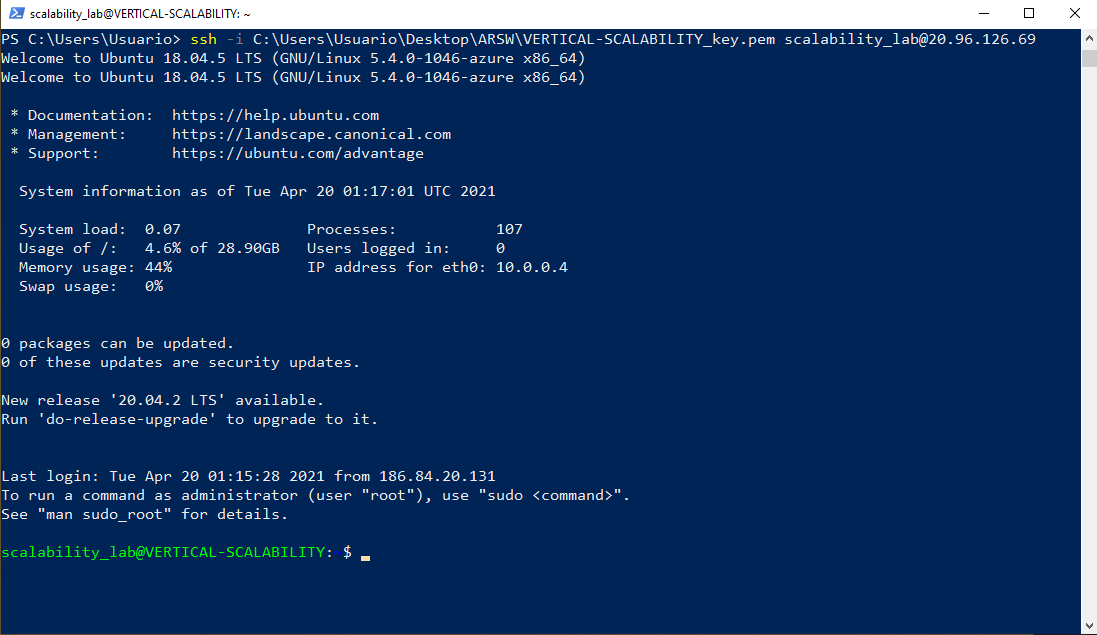 scalability_lab@VERTICAL-SCALABILITY: ~
PS C:\Users\Usuario> ssh -i C:\Users\Usuario\Desktop\ARSW\VERTICAL-SCALABILITY_key.pem scalability_lab@20.96.126.69
Welcome to Ubuntu 18.04.5 LTS (GNU/Linux 5.4.0-1046-azure x86_64)
Welcome to Ubuntu 18.04.5 LTS (GNU/Linux 5.4.0-1046-azure x86_64)
* Documentation:  https://help.ubuntu.com
* Management:     https://landscape.canonical.com
* Support:        https://ubuntu.com/advantage
System information as of Tue Apr 20 01:17:01 UTC 2021
System load:  0.07              Processes:           107
Usage of /:   4.6% of 28.90GB   Users logged in:     0
Memory usage: 44%               IP address for eth0: 10.0.0.4
Swap usage:   0%
0 packages can be updated.
0 of these updates are security updates.
New release '20.04.2 LTS' available.
Run 'do-release-upgrade' to upgrade to it.
Last login: Tue Apr 20 01:15:28 2021 from 186.84.20.131
To run a command as administrator (user "root"), use "sudo <command>".
See "man sudo_root" for details.
scalability_lab@VERTICAL-SCALABILITY: $